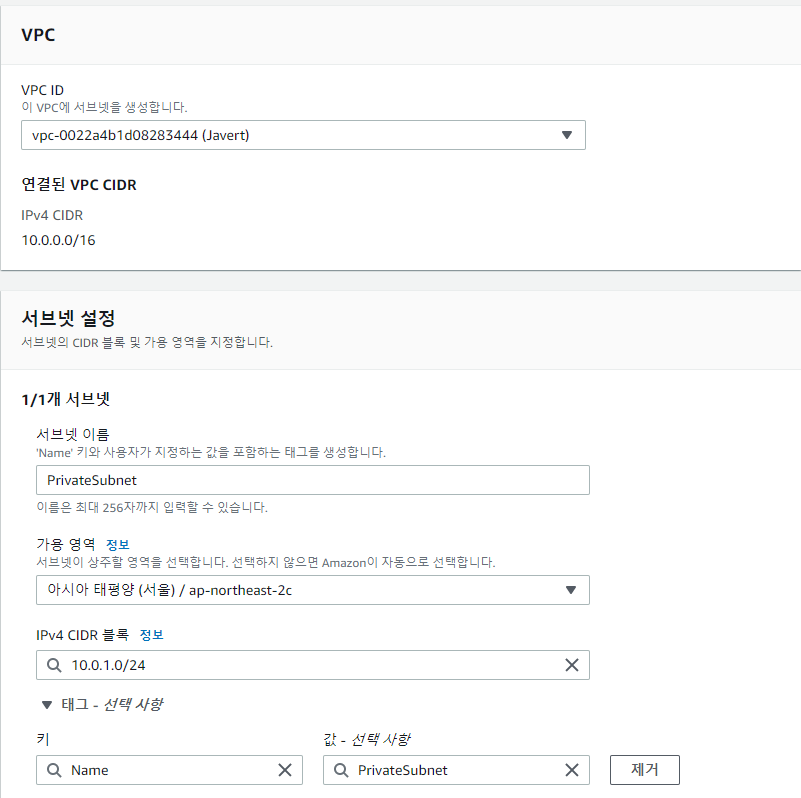 VPC
VPC ID
이 VPC에 서브넷을 생성합니다.
vpc-0022a4b1d08283444 (Javert)
연결된 VPC CIDR
IPv4 CIDR
10.0.0.0/16
서브넷 설정
서브넷의 CIDR 블록 및 가용 영역을 지정합니다.
1/1개 서브넷
서브넷 이름
'Name' 키와 사용자가 지정하는 값을 포함하는 태그를 생성합니다.
PrivateSubnet
이름은 최대 256자까지 입력할 수 있습니다.
가용 영역 정보
서브넷이 상주할 영역을 선택합니다. 선택하지 않으면 Amazon이 자동으로 선택합니다.
아시아 태평양 (서울) / ap-northeast-2c
IPv4 CIDR 블록 정보
10.0.1.0/24
태그 - 선택 사항
키 값 - 선택 사항
Name PrivateSubnet 제거